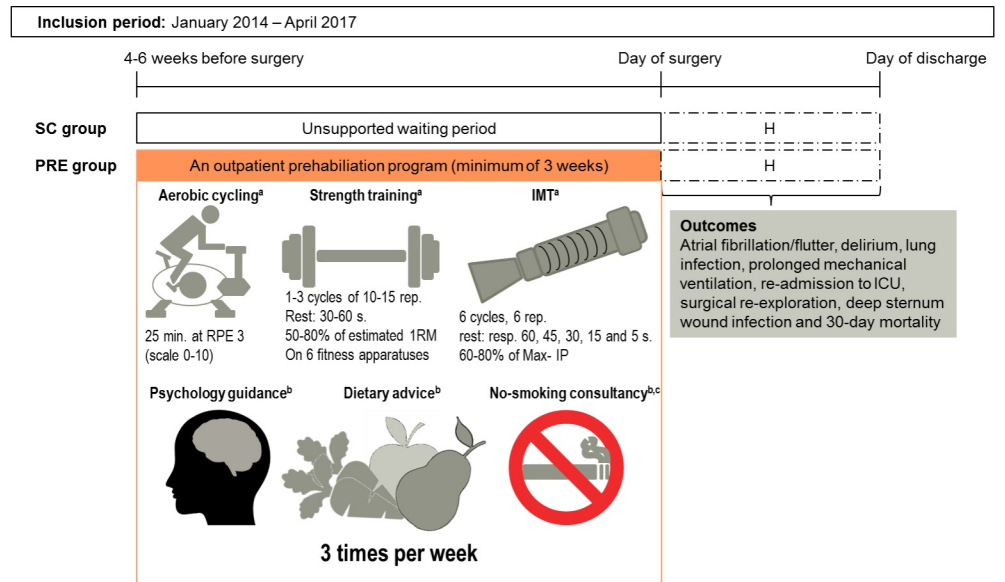 Inclusion period: January 2014 – April 2017
4-6 weeks before surgery
Day of surgery
Day of discharge
SC group
Unsupported waiting period
H
PRE group
An outpatient prehabiliation program (minimum of 3 weeks)
H
Aerobic cyclingᵃ
25 min. at RPE 3
(scale 0-10)
Strength trainingᵃ
1-3 cycles of 10-15 rep.
Rest: 30-60 s.
50-80% of estimated 1RM
On 6 fitness apparatuses
IMTᵃ
6 cycles, 6 rep.
rest: resp. 60, 45, 30, 15 and 5 s.
60-80% of Max- IP
Outcomes
Atrial fibrillation/flutter, delirium, lung
infection, prolonged mechanical
ventilation, re-admission to ICU,
surgical re-exploration, deep sternum
wound infection and 30-day mortality
Psychology guidanceᵇ
Dietary adviceᵇ
No-smoking consultancyᵇ,ᶜ
3 times per week